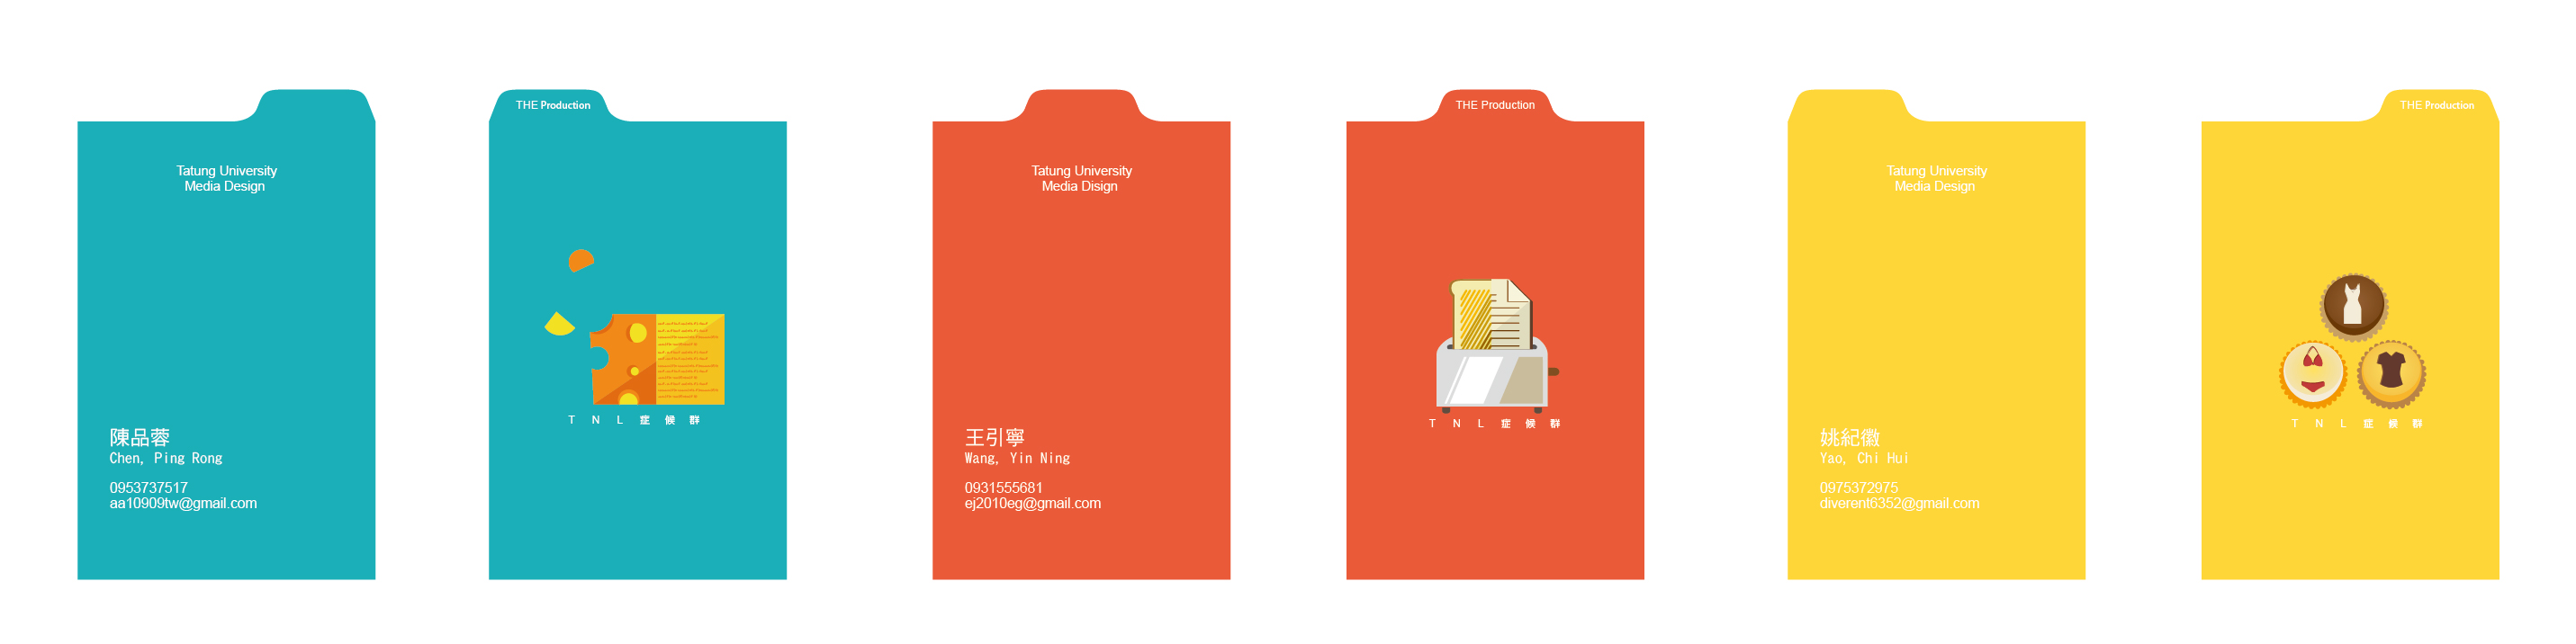 Tatung University
Media Design
陳品蓉
Chen, Ping Rong
0953737517
aa10909tw@gmail.com
THE Production
T N L 症 候 群
Tatung University
Media Disign
王引寧
Wang, Yin Ning
0931555681
ej2010eg@gmail.com
THE Production
T N L 症 候 群
Tatung University
Media Design
姚紀徽
Yao, Chi Hui
0975372975
diverent6352@gmail.com
THE Production
T N L 症 候 群